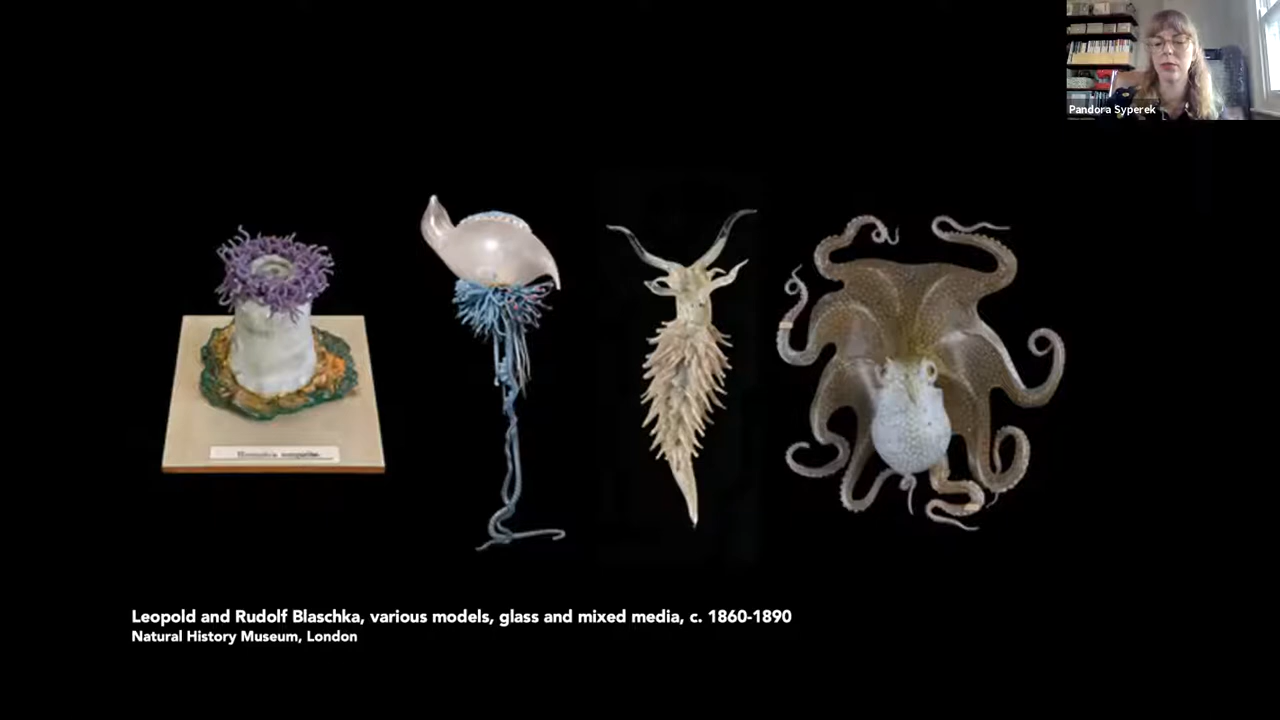 Pandora Syperek
Leopold and Rudolf Blaschka, various models, glass and mixed media, c. 1860-1890
Natural History Museum, London